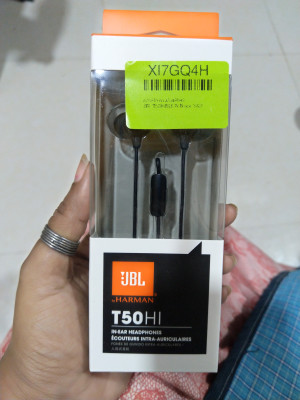 XI7GQ4H
JBL
by HARMAN
T50HI
IN-EAR HEADPHONES
ÉCOUTEURS INTRA-AURICULAIRES